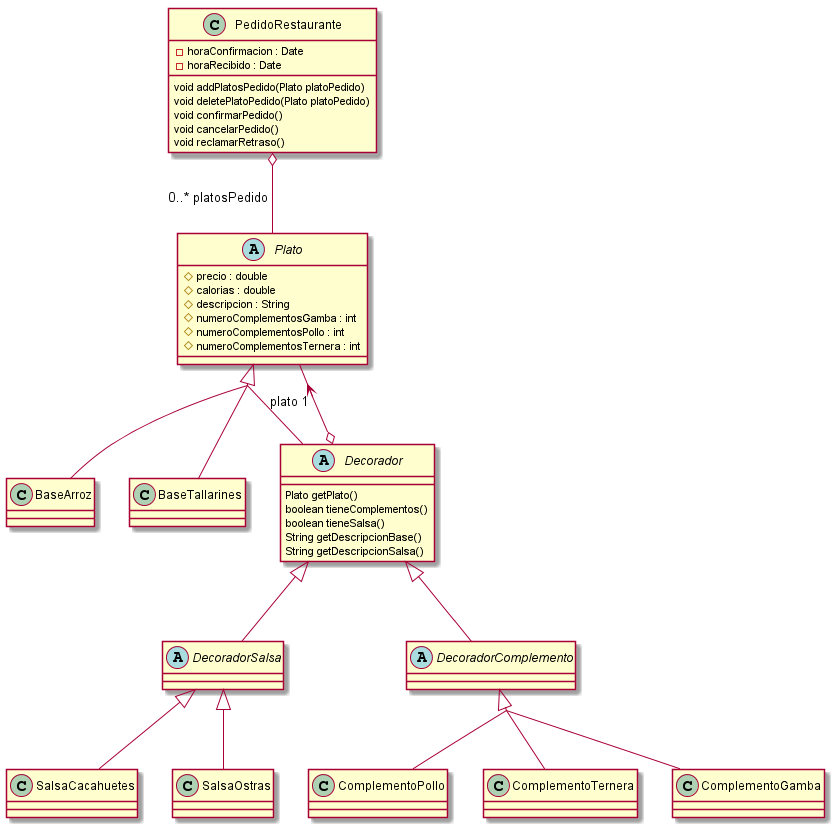 C PedidoRestaurante
horaConfirmacion : Date
horaRecibido : Date
void addPlatosPedido(Plato platoPedido)
void deletePlatoPedido(Plato platoPedido)
void confirmarPedido()
void cancelarPedido()
void reclamarRetraso()
0..* platosPedido
A Plato
precio : double
calorias : double
descripcion : String
numeroComplementosGamba : int
numeroComplementosPollo : int
numeroComplementosTernera : int
plato 1
A Decorador
Plato getPlato()
boolean tieneComplementos()
boolean tieneSalsa()
String getDescripcionBase()
String getDescripcionSalsa()
C BaseArroz
C BaseTallarines
A DecoradorSalsa
A DecoradorComplemento
C SalsaCacahuetes
C SalsaOstras
C ComplementoPollo
C ComplementoTernera
C ComplementoGamba